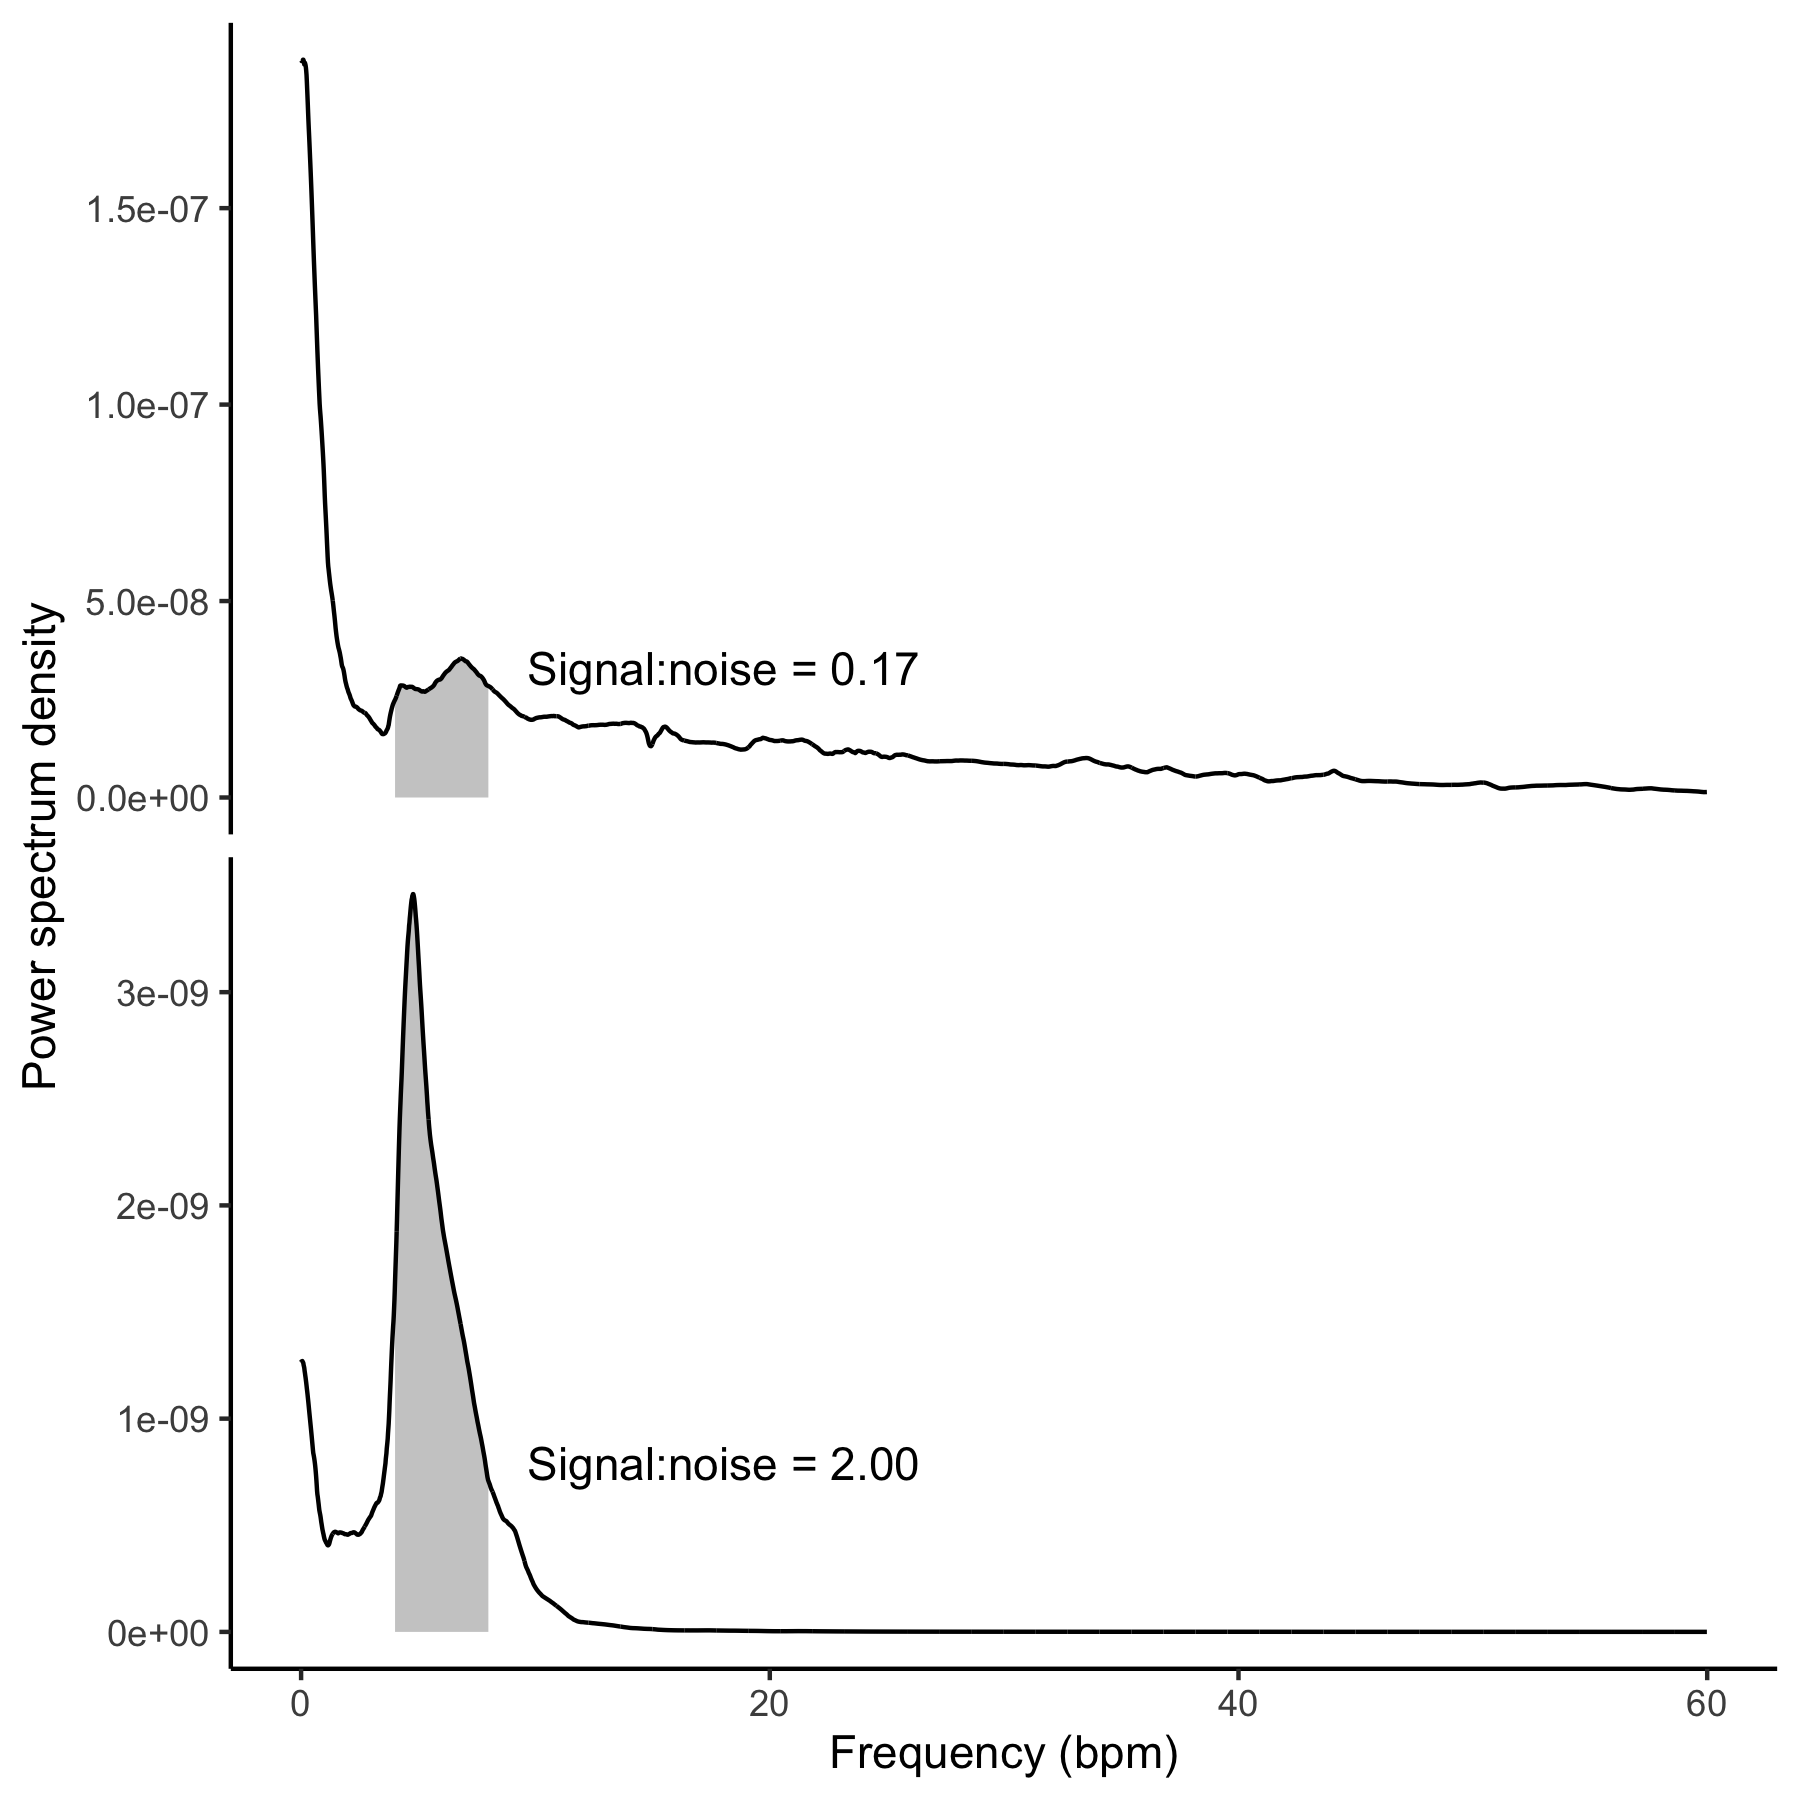 Power spectrum density
1.5e-07
1.0e-07
5.0e-08
0.0e+00
Signal:noise = 0.17
3e-09
2e-09
1e-09
0e+00
Signal:noise = 2.00
0 20 40 60
Frequency (bpm)